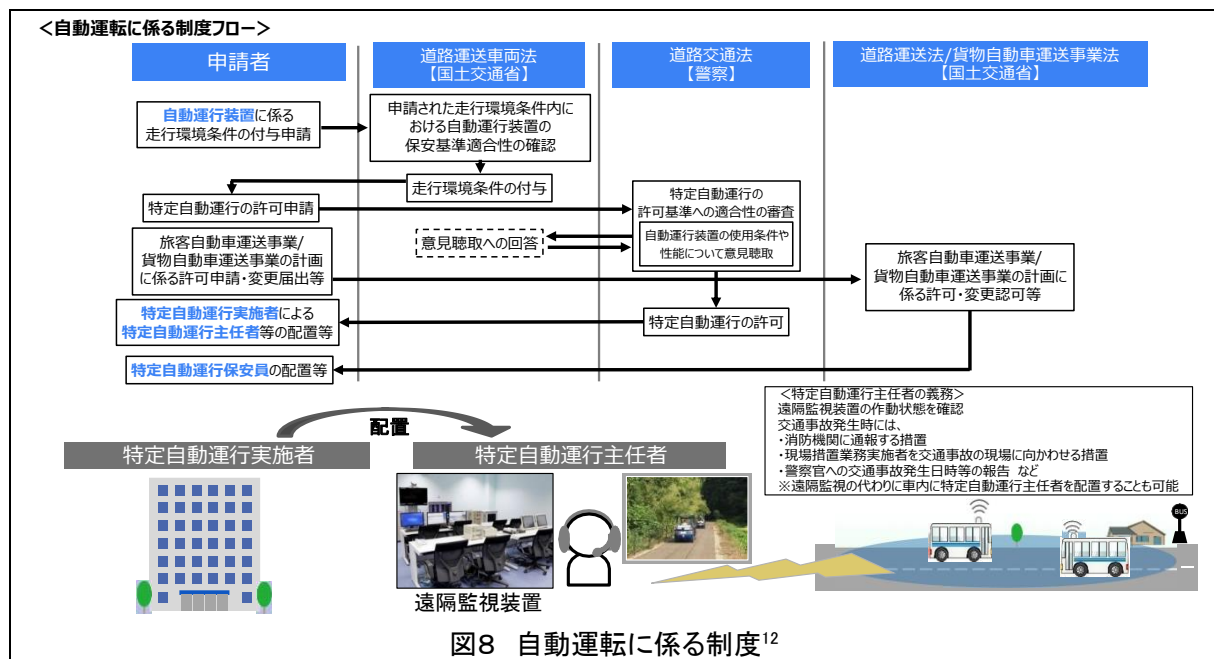 ＜自動運転に係る制度フロー＞
申請者
道路運送車両法
【国土交通省】
道路交通法
【警察】
道路運送法/貨物自動車運送事業法
【国土交通省】
自動運行装置に係る
走行環境条件の付与申請
申請された走行環境条件内に
おける自動運行装置の
保安基準適合性の確認
走行環境条件の付与
特定自動運行の許可申請
特定自動運行の
許可基準への適合性の審査
自動運行装置の使用条件や
性能について意見聴取
意見聴取への回答
旅客自動車運送事業/
貨物自動車運送事業の計画
に係る許可申請・変更届出等
旅客自動車運送事業/
貨物自動車運送事業の計画に
係る許可・変更認可等
特定自動運行の許可
特定自動運行実施者による
特定自動運行主任者等の配置等
特定自動運行保安員の配置等
配置
特定自動運行実施者
特定自動運行主任者
＜特定自動運行主任者の義務＞
遠隔監視装置の作動状態を確認
交通事故発生時には、
・消防機関に通報する措置
・現場措置業務実施者を交通事故の現場に向かわせる措置
・警察官への交通事故発生日時等の報告 など
※遠隔監視の代わりに車内に特定自動運行主任者を配置することも可能
BUS
遠隔監視装置
図8 自動運転に係る制度12